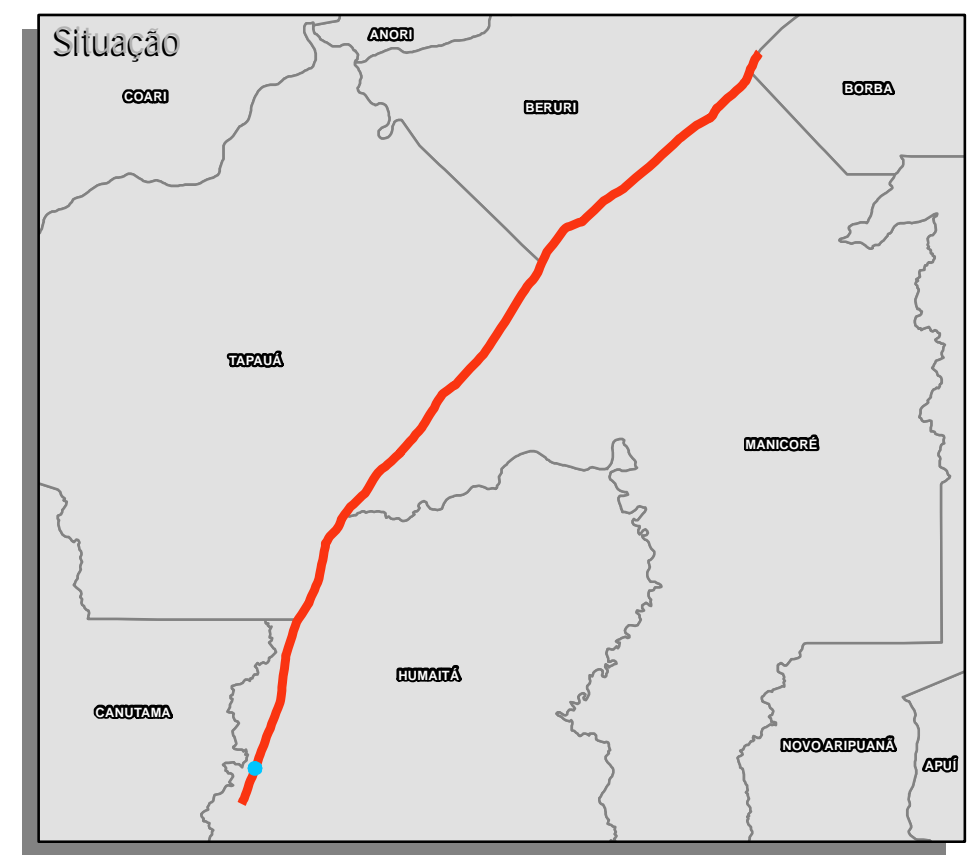 Situação
ANORI
COARI
BERURI
BORBA
TAPAUÁ
MANICORÉ
HUMAITÁ
CANUTAMA
NOVO ARIPUANÃ
APUÍ